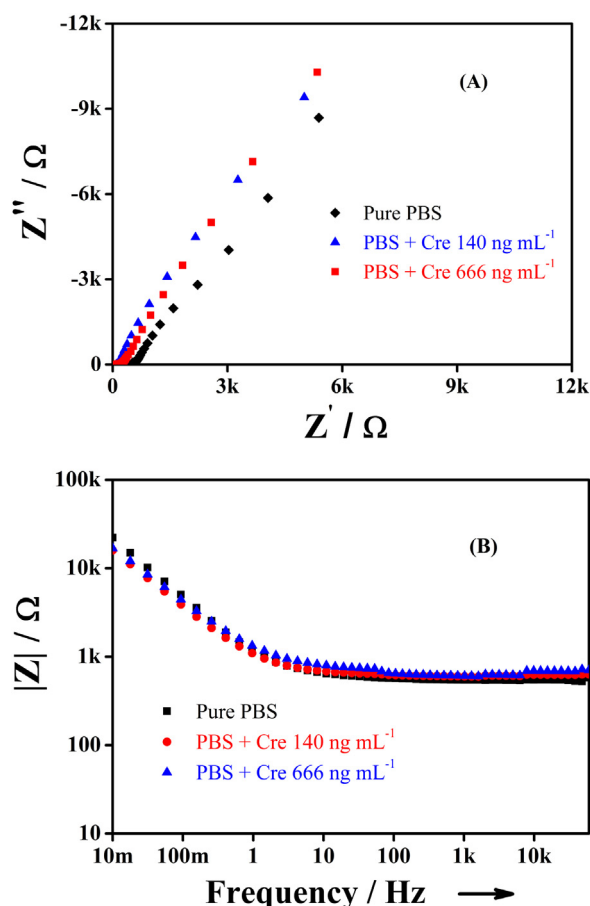 -12k
(A)
-9k
-6k
-3k
0
Z'' / Ω
Pure PBS
PBS + Cre 140 ng mL⁻¹
PBS + Cre 666 ng mL⁻¹
0 3k 6k 9k 12k
Z' / Ω
100k
(B)
10k
1k
100
10
|Z| / Ω
Pure PBS
PBS + Cre 140 ng mL⁻¹
PBS + Cre 666 ng mL⁻¹
10m 100m 1 10 100 1k 10k
Frequency / Hz